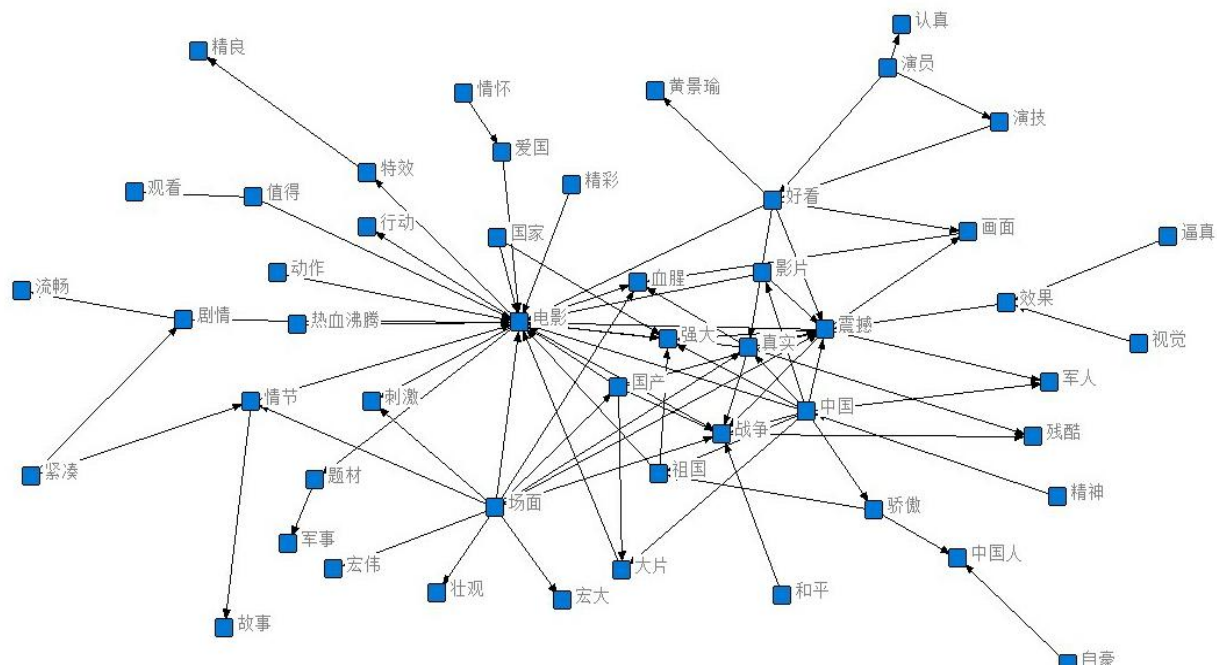 认真
精良
演员
情怀
黄景瑜
演技
爱国
特效
精彩
观看
值得
好看
行动
国家
画面
逼真
动作
血腥
影片
流畅
效果
剧情
热血沸腾
电影
强大
真实
震撼
视觉
国产
军人
情节
刺激
中国
战争
残酷
紧凑
题材
祖国
精神
场面
骄傲
军事
宏伟
大片
中国人
壮观
宏大
和平
故事
自豪